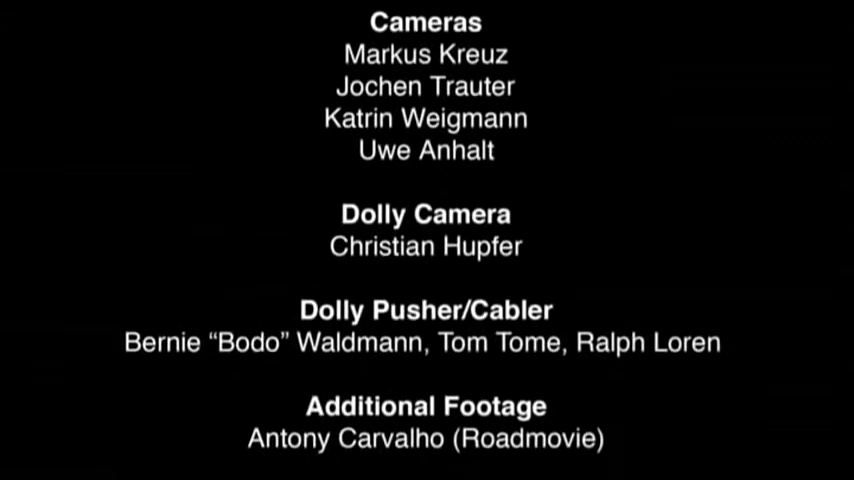 Cameras
Markus Kreuz
Jochen Trauter
Katrin Weigmann
Uwe Anhalt
Dolly Camera
Christian Hupfer
Dolly Pusher/Cabler
Bernie “Bodo” Waldmann, Tom Tome, Ralph Loren
Additional Footage
Antony Carvalho (Roadmovie)